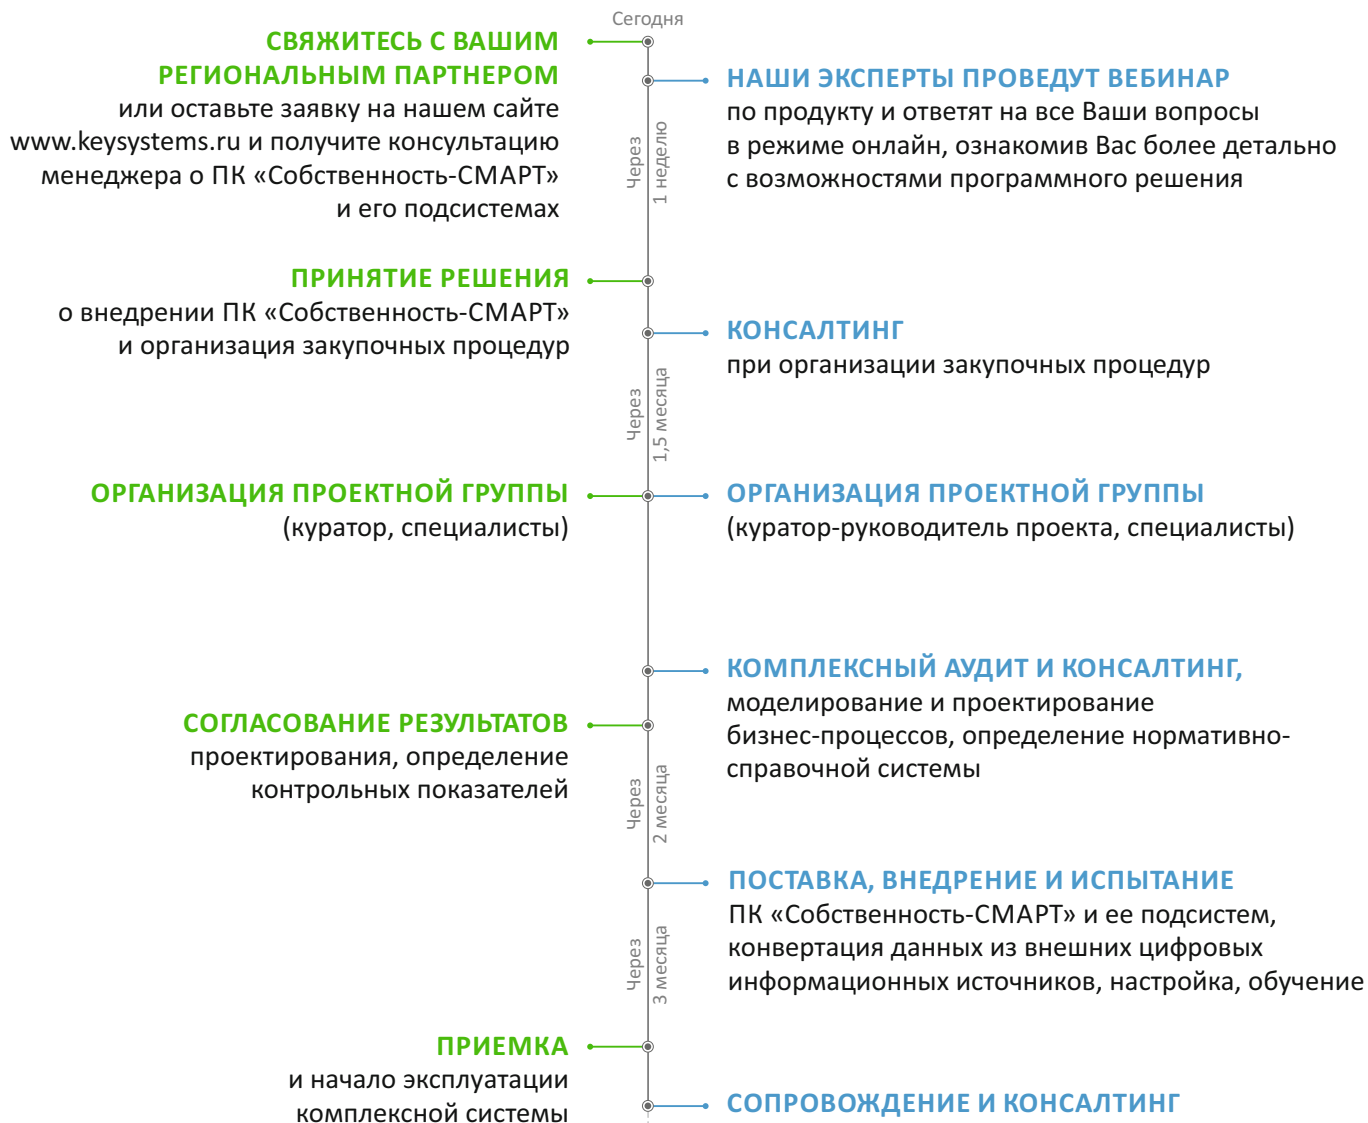 Сегодня
СВЯЖИТЕСЬ С ВАШИМ
РЕГИОНАЛЬНЫМ ПАРТНЕРОМ
или оставьте заявку на нашем сайте
www.keysystems.ru и получите консультацию
менеджера о ПК «Собственность-СМАРТ»
и его подсистемах
НАШИ ЭКСПЕРТЫ ПРОВЕДУТ ВЕБИНАР
по продукту и ответят на все Ваши вопросы
в режиме онлайн, ознакомив Вас более детально
с возможностями программного решения
Через
1 неделю
ПРИНЯТИЕ РЕШЕНИЯ
о внедрении ПК «Собственность-СМАРТ»
и организация закупочных процедур
КОНСАЛТИНГ
при организации закупочных процедур
Через
1,5 месяца
ОРГАНИЗАЦИЯ ПРОЕКТНОЙ ГРУППЫ
(куратор, специалисты)
ОРГАНИЗАЦИЯ ПРОЕКТНОЙ ГРУППЫ
(куратор-руководитель проекта, специалисты)
КОМПЛЕКСНЫЙ АУДИТ И КОНСАЛТИНГ,
моделирование и проектирование
бизнес-процессов, определение нормативно-
справочной системы
СОГЛАСОВАНИЕ РЕЗУЛЬТАТОВ
проектирования, определение
контрольных показателей
Через
2 месяца
ПОСТАВКА, ВНЕДРЕНИЕ И ИСПЫТАНИЕ
ПК «Собственность-СМАРТ» и ее подсистем,
конвертация данных из внешних цифровых
информационных источников, настройка, обучение
Через
3 месяца
ПРИЕМКА
и начало эксплуатации
комплексной системы
СОПРОВОЖДЕНИЕ И КОНСАЛТИНГ